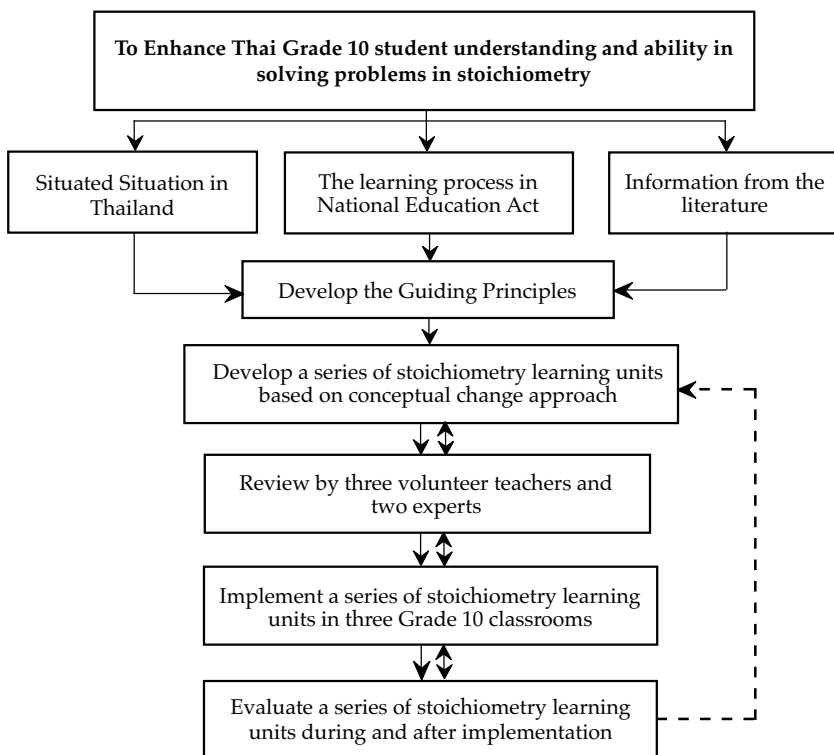 To Enhance Thai Grade 10 student understanding and ability in
solving problems in stoichiometry
Situated Situation in
Thailand
The learning process in
National Education Act
Information from the
literature
Develop the Guiding Principles
Develop a series of stoichiometry learning units
based on conceptual change approach
Review by three volunteer teachers and
two experts
Implement a series of stoichiometry learning
units in three Grade 10 classrooms
Evaluate a series of stoichiometry learning
units during and after implementation